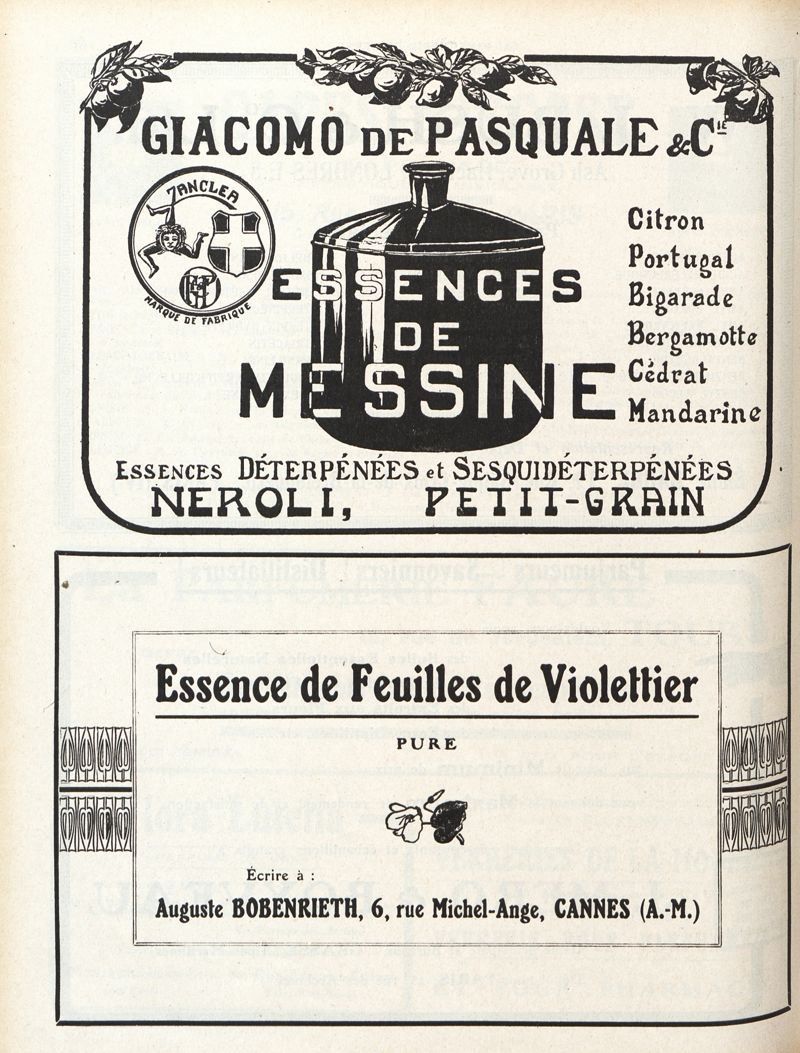 GIACOMO DE PASQUALE & Cie
ZANCLEA
MARQUE DE FABRIQUE
ESSENCES
DE
MESSINE
Citron
Portugal
Bigarade
Bergamotte
Cédrat
Mandarine
ESSENCES DÉTERPÉNÉES et SESQUIDÉTERPÉNÉES
NEROLI, PETIT-GRAIN
Essence de Feuilles de Violettier
PURE
Écrire à :
Auguste BOBENRIETH, 6, rue Michel-Ange, CANNES (A.-M.)